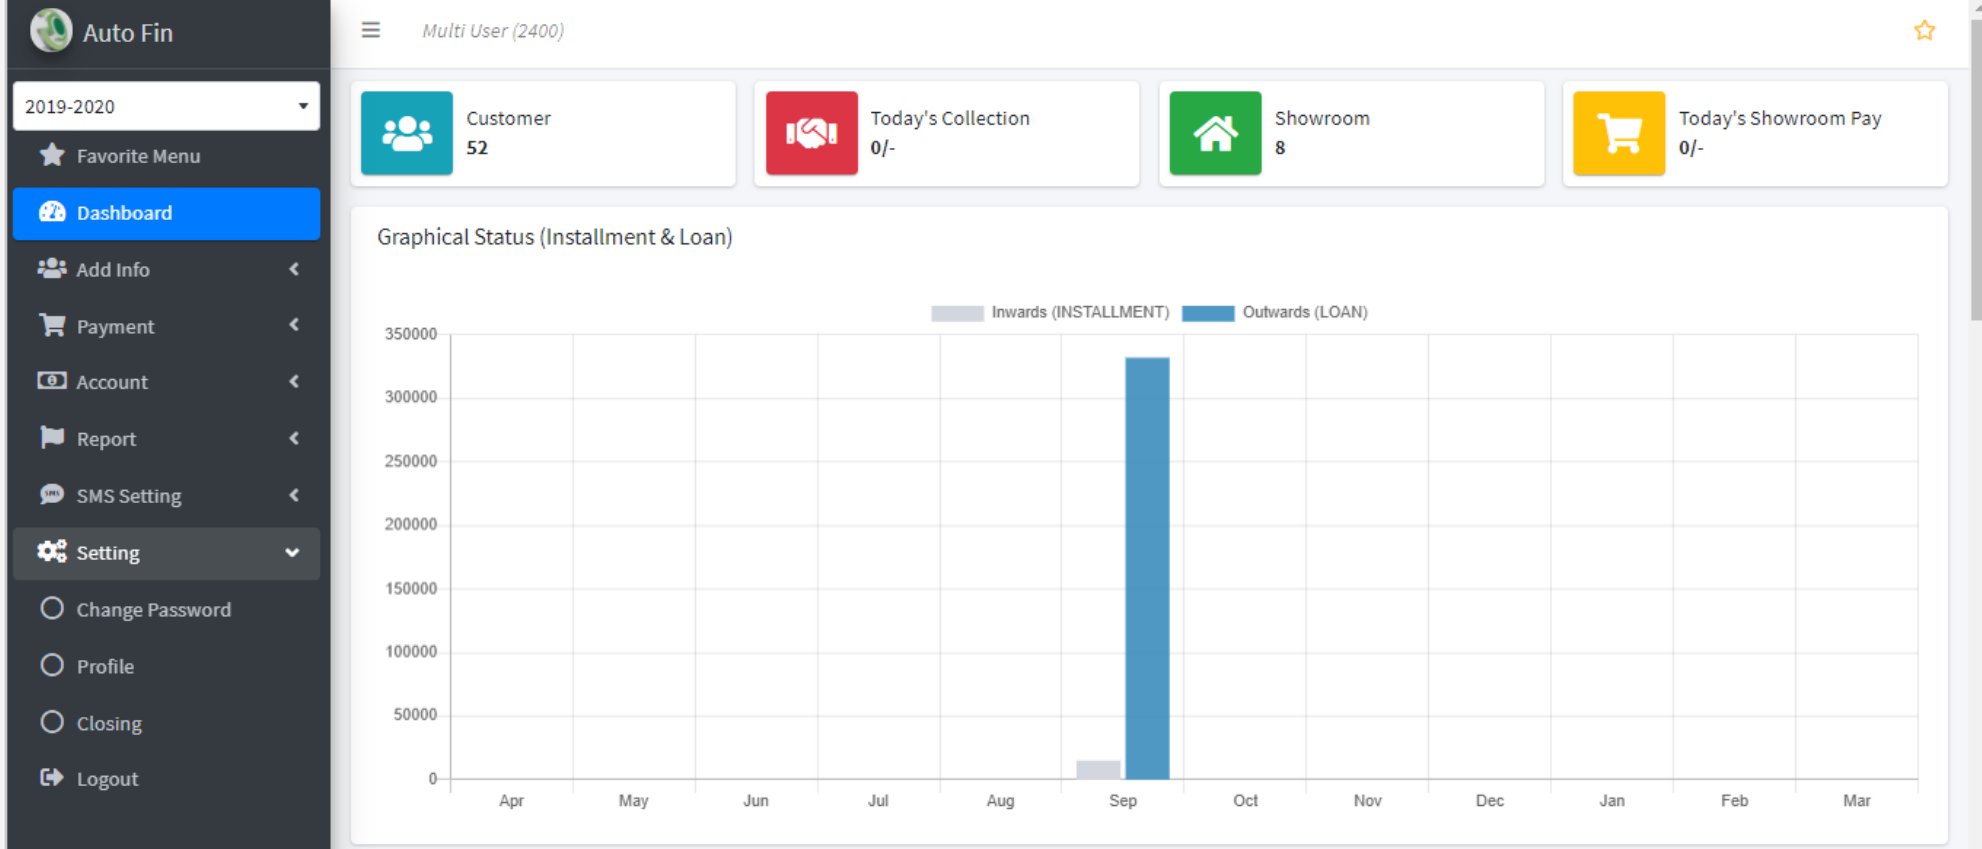 Auto Fin
2019-2020
Favorite Menu
Dashboard
Add Info
Payment
Account
Report
SMS Setting
Setting
Change Password
Profile
Closing
Logout
Multi User (2400)
Customer
52
Today's Collection
0/-
Showroom
8
Today's Showroom Pay
0/-
Graphical Status (Installment & Loan)
Inwards (INSTALLMENT) Outwards (LOAN)
350000
300000
250000
200000
150000
100000
50000
0
Apr May Jun Jul Aug Sep Oct Nov Dec Jan Feb Mar